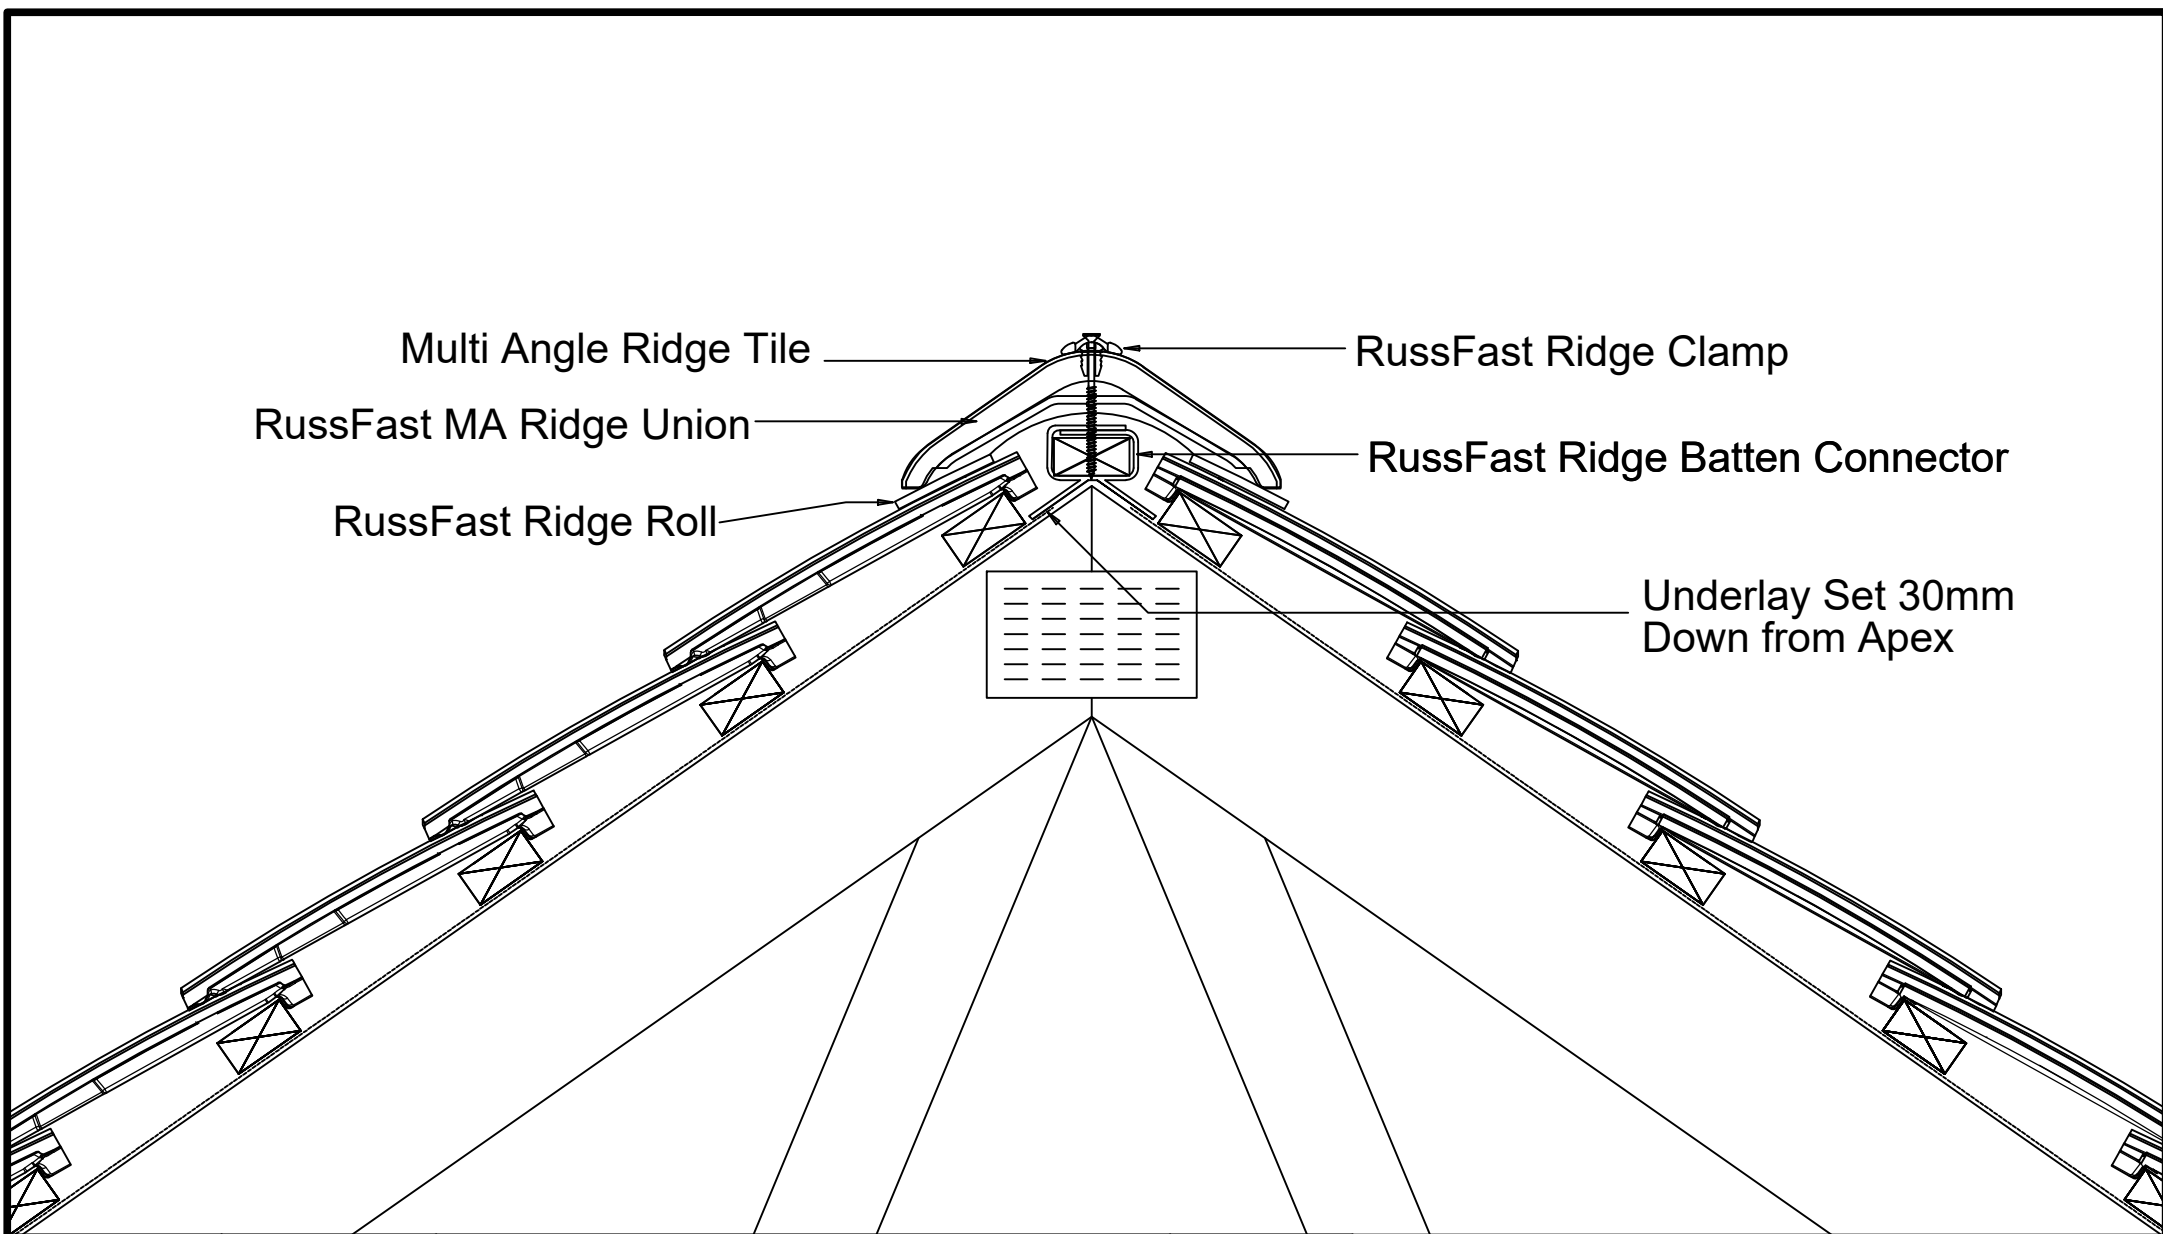 Multi Angle Ridge Tile
RussFast Ridge Clamp
RussFast MA Ridge Union
RussFast Ridge Batten Connector
RussFast Ridge Roll
Underlay Set 30mm
Down from Apex